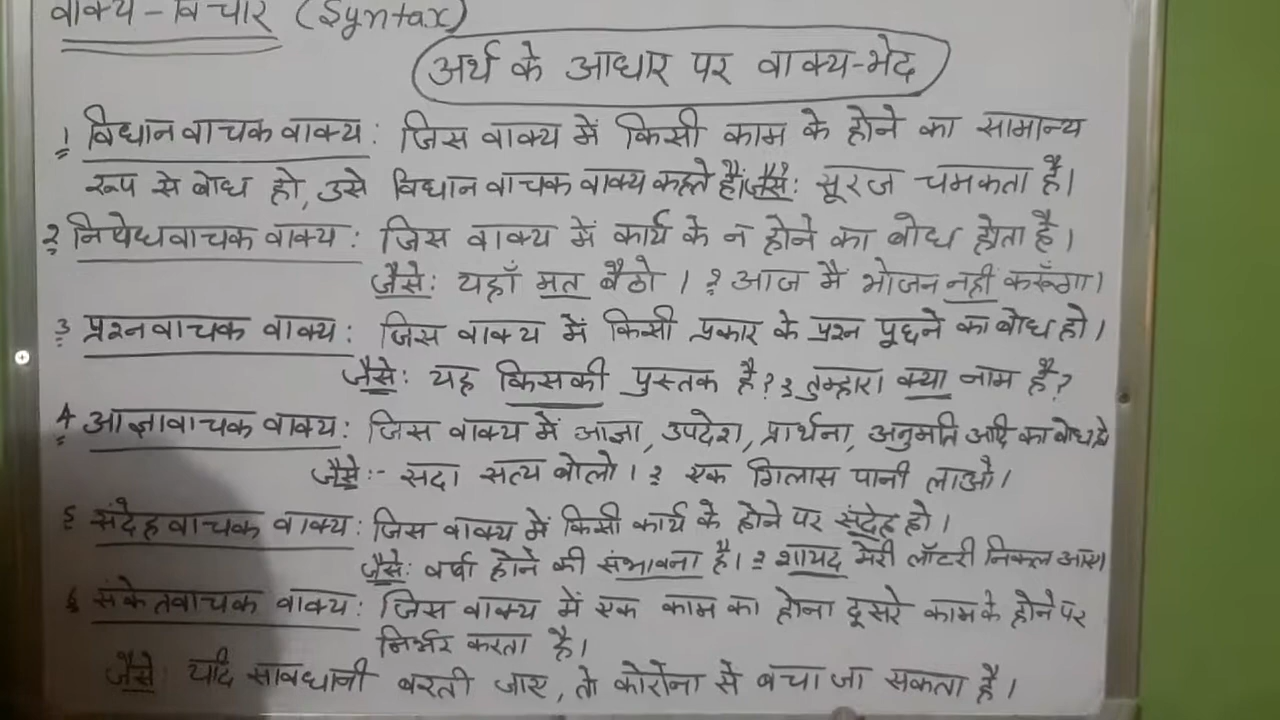 वाक्य-विचार (Syntax)
अर्थ के आधार पर वाक्य-भेद
1 विधानवाचक वाक्य: जिस वाक्य में किसी काम के होने का सामान्य
रूप से बोध हो, उसे विधानवाचक वाक्य कहते हैं। जैसे: सूरज चमकता है।
2 निषेधवाचक वाक्य: जिस वाक्य में कार्य के न होने का बोध होता है।
जैसे: यहाँ मत बैठो। 2 आज मैं भोजन नहीं करूँगा।
3 प्रश्नवाचक वाक्य: जिस वाक्य में किसी प्रकार के प्रश्न पूछने का बोध हो।
जैसे: यह किसकी पुस्तक है? 2 तुम्हारा क्या नाम है?
4 आज्ञावाचक वाक्य: जिस वाक्य में आज्ञा, उपदेश, प्रार्थना, अनुमति आदि का बोध हो
जैसे:- सदा सत्य बोलो। 2 एक गिलास पानी लाओ।
5 संदेहवाचक वाक्य: जिस वाक्य में किसी कार्य के होने पर संदेह हो।
जैसे: वर्षा होने की संभावना है। 2 शायद मेरी लॉटरी निकल आए।
6 संकेतवाचक वाक्य: जिस वाक्य में एक काम का होना दूसरे काम के होने पर
निर्भर करता है।
जैसे: यदि सावधानी बरती जाए, तो कोरोना से बचा जा सकता है।